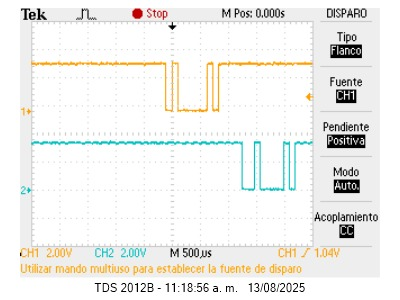 Tek Stop M Pos: 0.000s DISPARO
Tipo
Flanco
Fuente
CH1
Pendiente
Positiva
Modo
Auto.
Acoplamiento
CC
1
2
CH1 2.00V CH2 2.00V M 500µs CH1 1.04V
Utilizar mando multiuso para establecer la fuente de disparo
TDS 2012B - 11:18:56 a. m. 13/08/2025